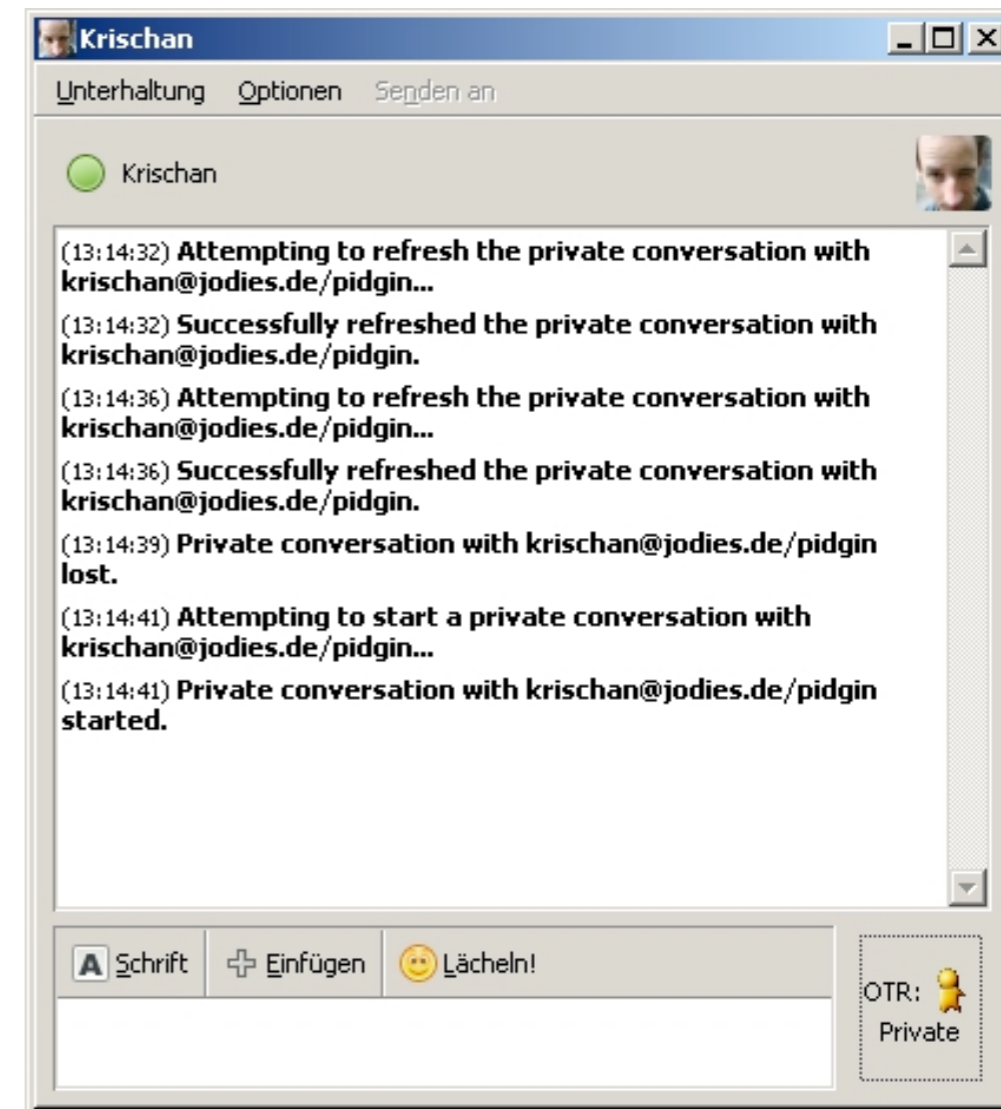 Krischan
Unterhaltung Optionen Senden an
Krischan
(13:14:32) Attempting to refresh the private conversation with
krischan@jodies.de/pidgin...
(13:14:32) Successfully refreshed the private conversation with
krischan@jodies.de/pidgin.
(13:14:36) Attempting to refresh the private conversation with
krischan@jodies.de/pidgin...
(13:14:36) Successfully refreshed the private conversation with
krischan@jodies.de/pidgin.
(13:14:39) Private conversation with krischan@jodies.de/pidgin
lost.
(13:14:41) Attempting to start a private conversation with
krischan@jodies.de/pidgin...
(13:14:41) Private conversation with krischan@jodies.de/pidgin
started.
A Schrift Einfügen Lächeln!
OTR:
Private